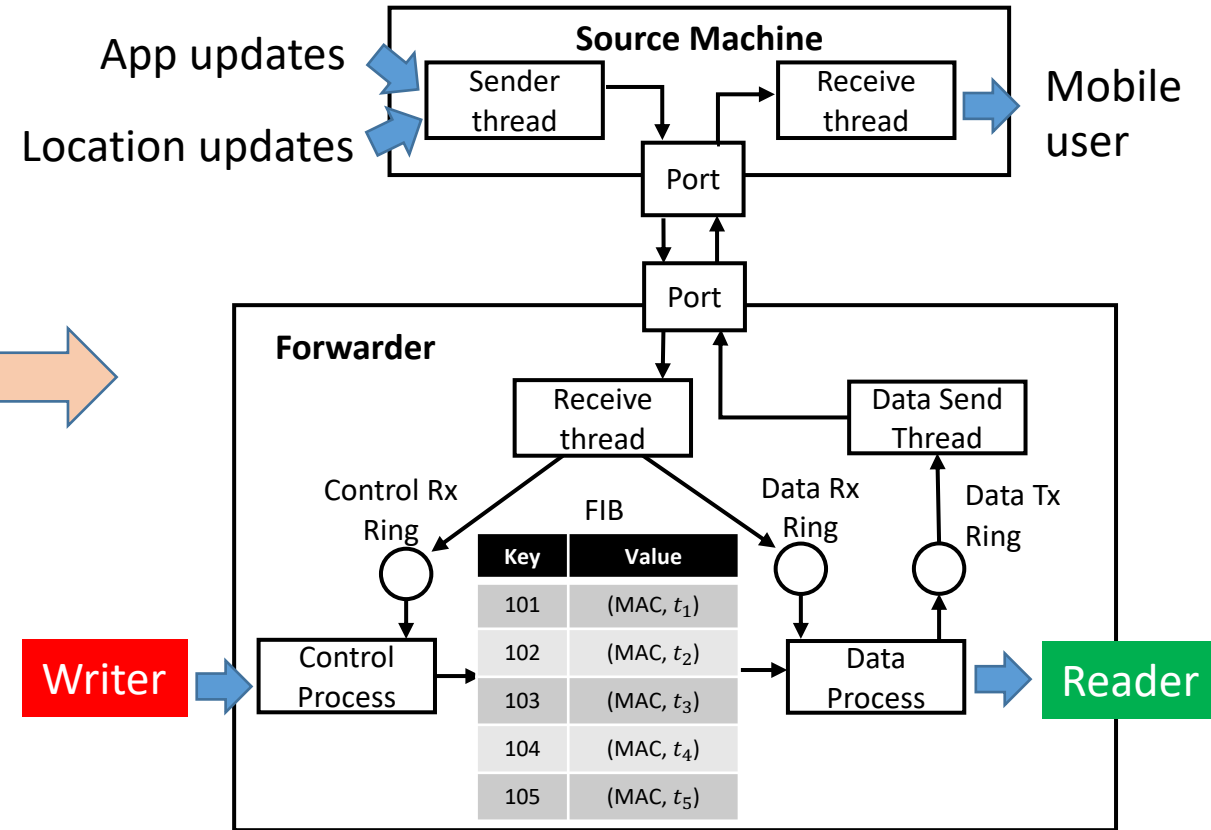 Source Machine
App updates
Location updates
Sender
thread
Receive
thread
Mobile
user
Port
Port
Forwarder
Receive
thread
Data Send
Thread
Control Rx
Ring
FIB
Data Rx
Ring
Data Tx
Ring
Key Value
101 (MAC, t₁)
102 (MAC, t₂)
103 (MAC, t₃)
104 (MAC, t₄)
105 (MAC, t₅)
Writer
Control
Process
Data
Process
Reader